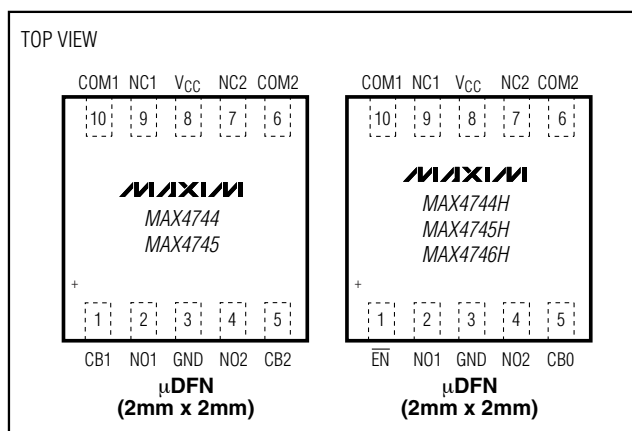 TOP VIEW
COM1 NC1 VCC NC2 COM2
10 9 8 7 6
MAXIM
MAX4744
MAX4745
+
1 2 3 4 5
CB1 NO1 GND NO2 CB2
µDFN
(2mm x 2mm)
COM1 NC1 VCC NC2 COM2
10 9 8 7 6
MAXIM
MAX4744H
MAX4745H
MAX4746H
+
1 2 3 4 5
E̅N̅ NO1 GND NO2 CB0
µDFN
(2mm x 2mm)